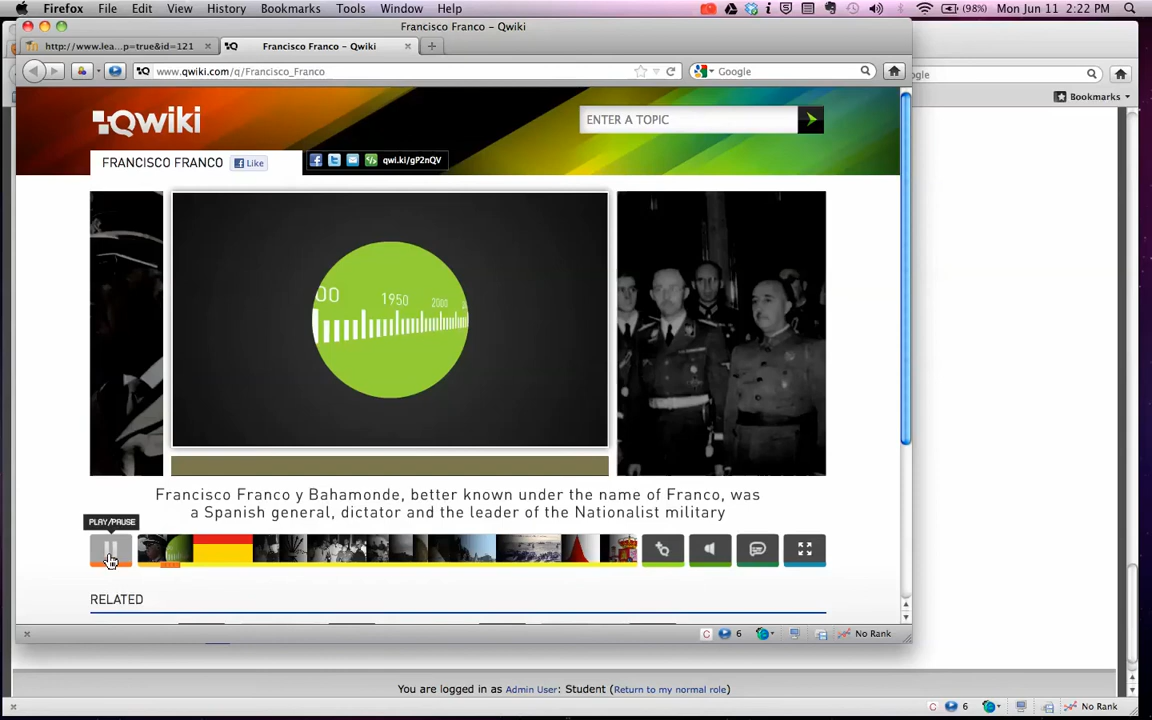 Firefox File Edit View History Bookmarks Tools Window Help (98%) Mon Jun 11 2:22 PM
Francisco Franco – Qwiki
http://www.lea...p=true&id=121 Francisco Franco – Qwiki
www.qwiki.com/q/Francisco_Franco Google
ogle
Bookmarks
Qwiki
ENTER A TOPIC
FRANCISCO FRANCO Like qwi.ki/gP2nQV
00 1950 2000
Francisco Franco y Bahamonde, better known under the name of Franco, was
a Spanish general, dictator and the leader of the Nationalist military
PLAY/PAUSE
RELATED
C 6 No Rank
You are logged in as Admin User: Student (Return to my normal role)
C 6 No Rank